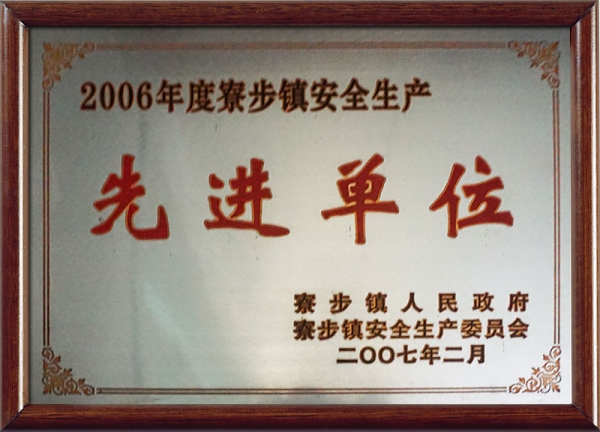 2006年度寮步镇安全生产
先进单位
寮步镇人民政府
寮步镇安全生产委员会
二〇〇七年二月